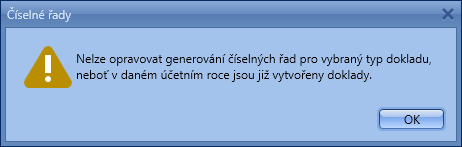 Číselné řady
Nelze opravovat generování číselných řad pro vybraný typ dokladu,
neboť v daném účetním roce jsou již vytvořeny doklady.
OK